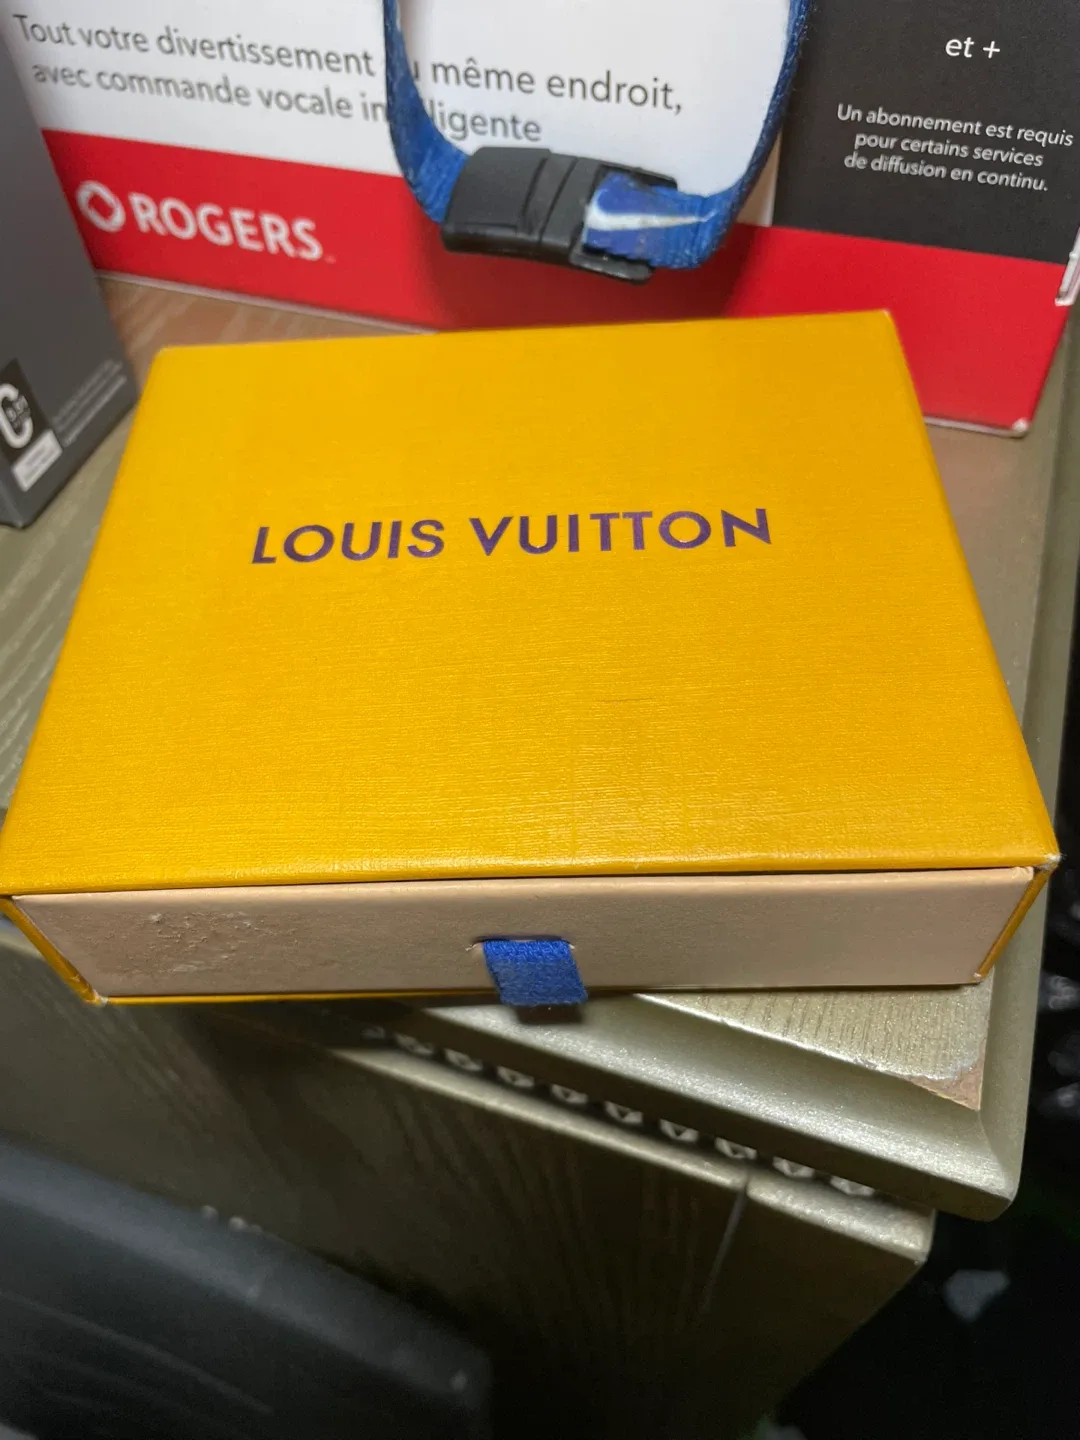 Tout votre divertissement
même endroit,
avec commande vocale in
ligente
ROGERS
et +
Un abonnement est requis
pour certains services
de diffusion en continu.
LOUIS VUITTON